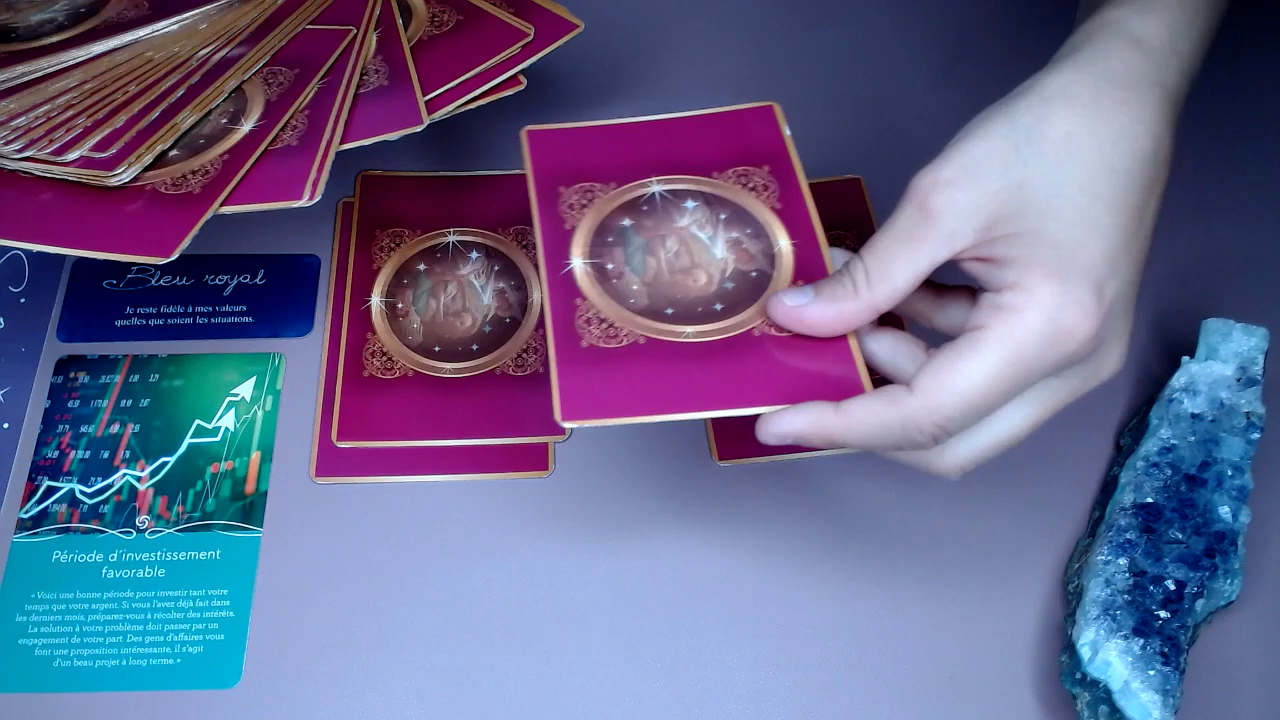 Bleu royal
Je reste fidèle à mes valeurs
quelles que soient les situations.
Période d'investissement
favorable
« Voici une bonne période pour investir tant votre
temps que votre argent. Si vous l'avez déjà fait dans
les derniers mois, préparez-vous à récolter des intérêts.
La solution à votre problème doit passer par un
engagement de votre part. Des gens d'affaires vous
font une proposition intéressante, il s'agit
d'un beau projet à long terme. »